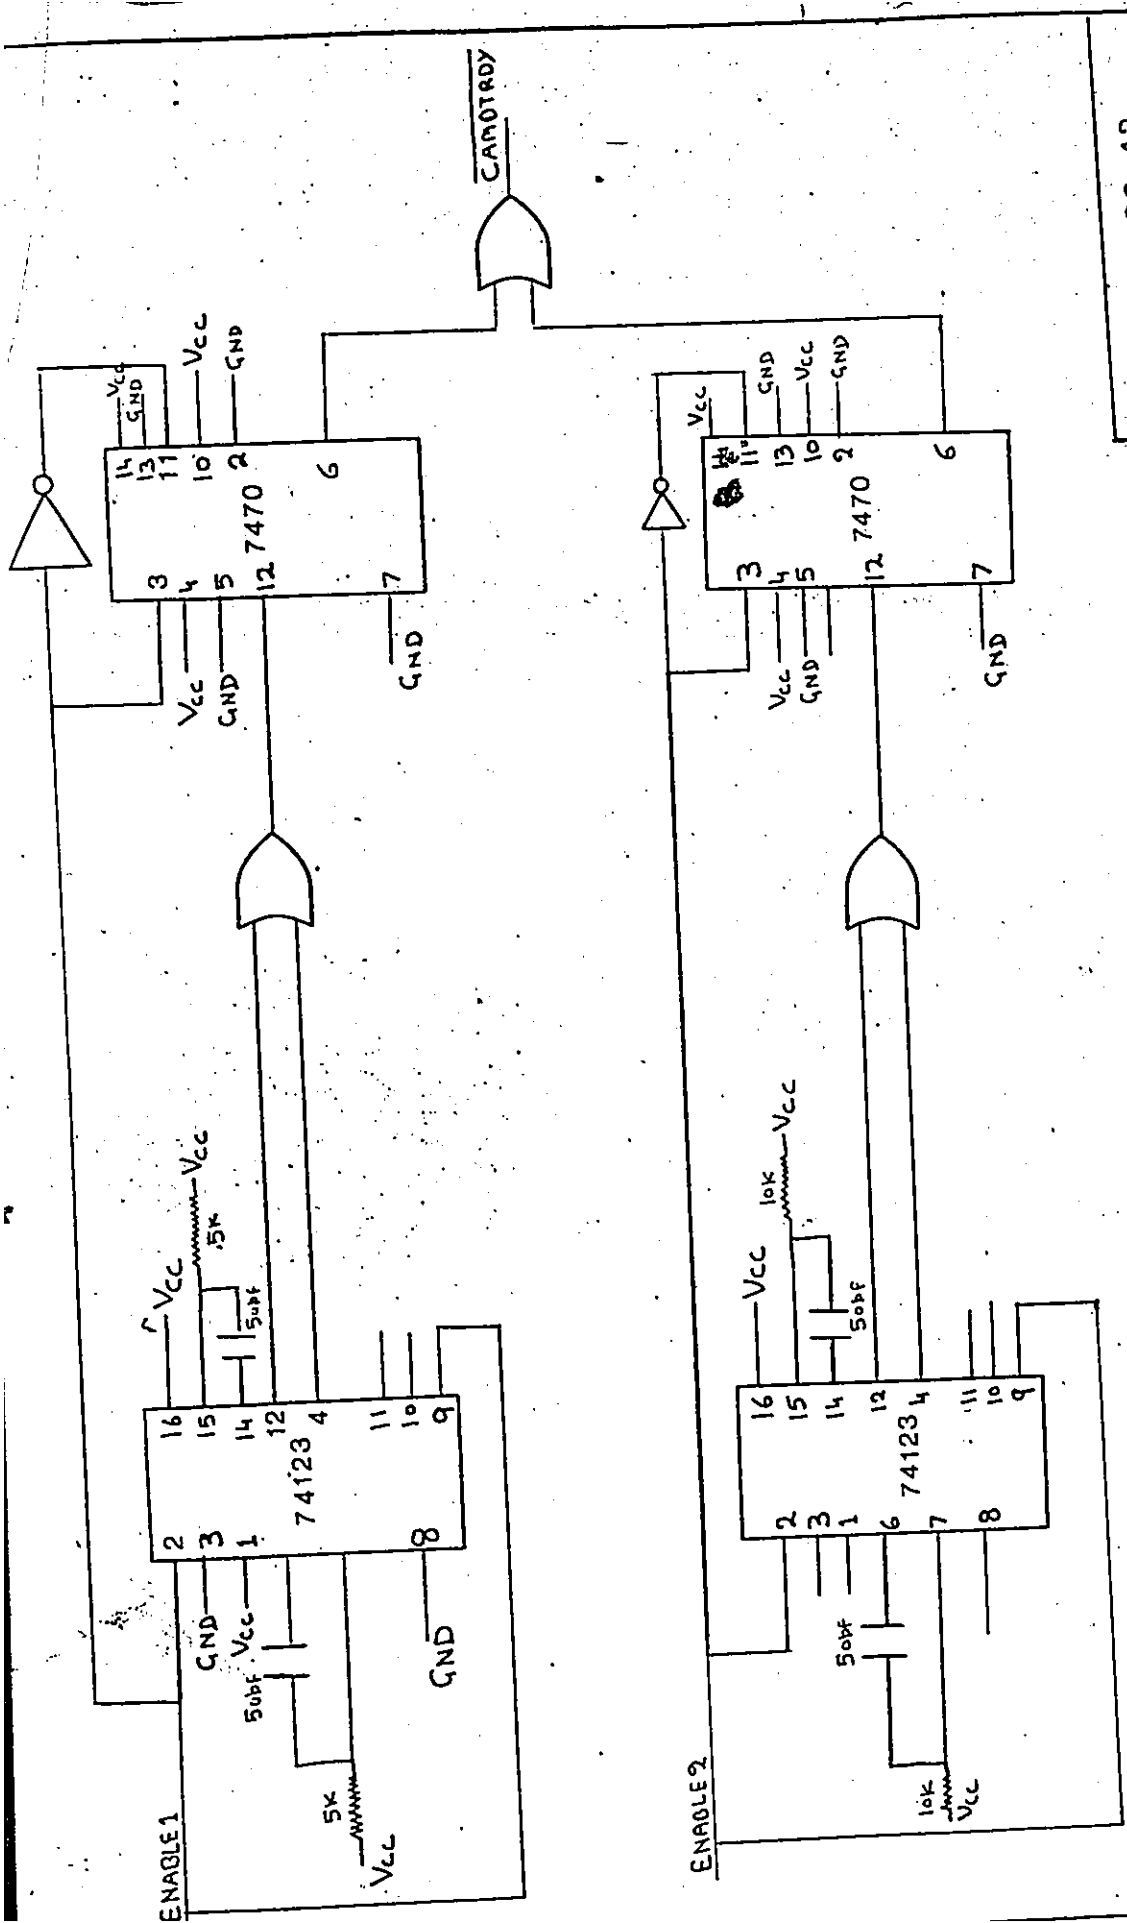 CAMOTRDY
14 Vcc
13 GND
11
10 Vcc
2 GND
6
7470
3
4 Vcc
5 GND
12
7 GND
Vcc
11
13 GND
10 Vcc
2 GND
6
7470
3
4 Vcc
5 GND
12
7 GND
16 Vcc
15 5K Vcc
14 50pF
12
4
11
10
9
74123
2
3 GND
1 Vcc
50pF
8 GND
5K
Vcc
ENABLE1
16 Vcc
15 10K Vcc
14 50pF
12
4
11
10
9
74123
2
3
1
6 50pF
7
8
10K
Vcc
ENABLE2